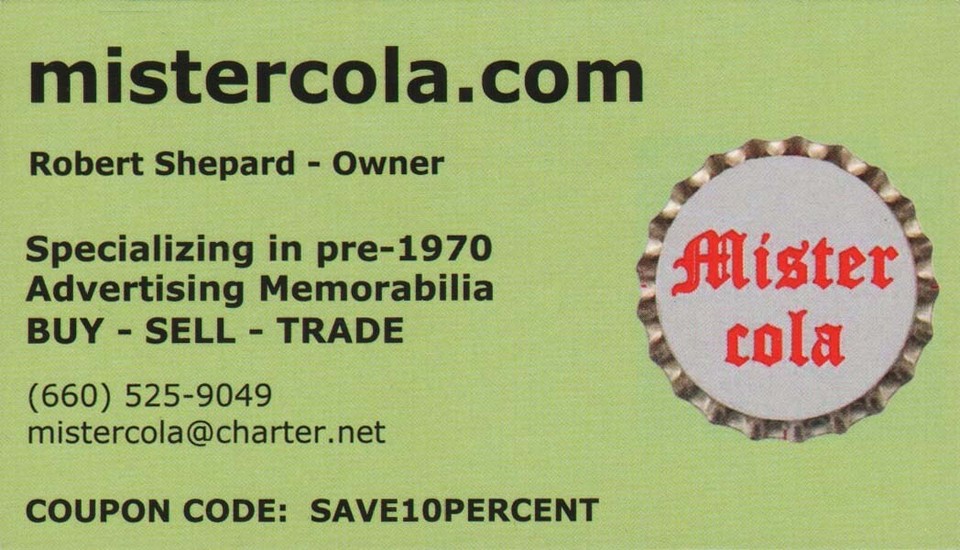 mistercola.com
Robert Shepard - Owner
Specializing in pre-1970
Advertising Memorabilia
BUY - SELL - TRADE
(660) 525-9049
mistercola@charter.net
COUPON CODE:  SAVE10PERCENT
Mister
cola